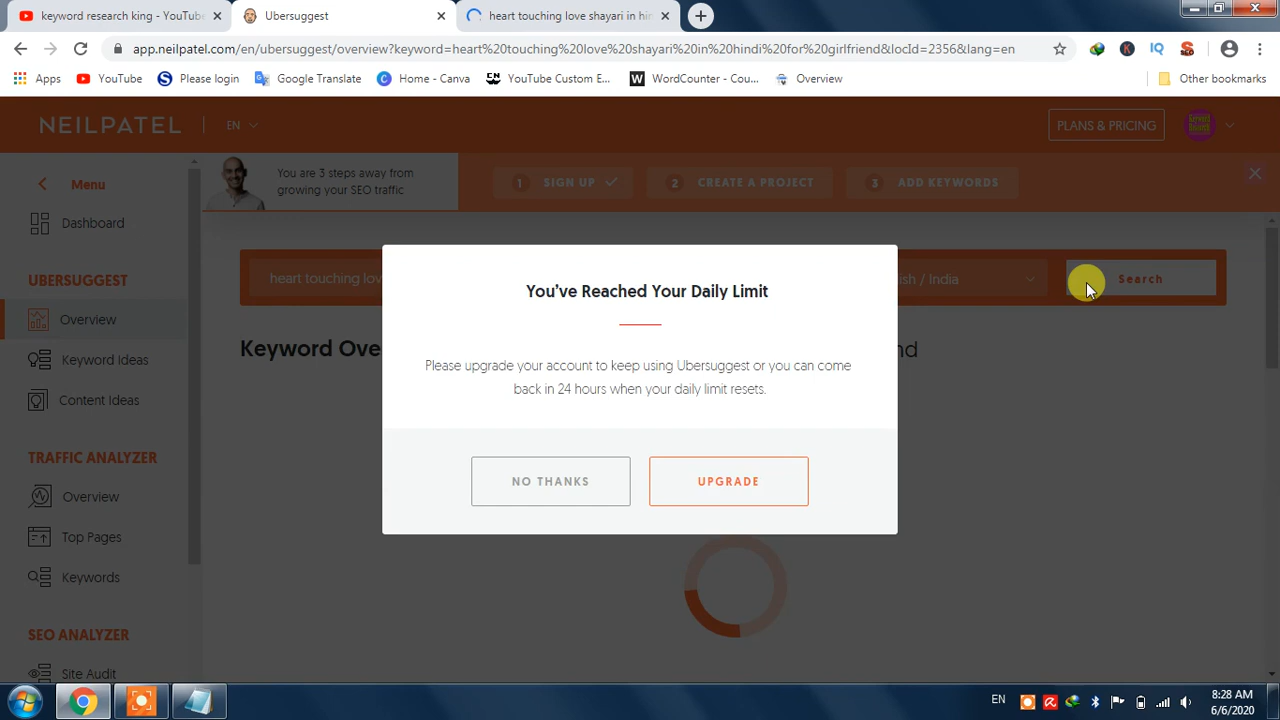 keyword research king - YouTube
Ubersuggest
heart touching love shayari in hin
app.neilpatel.com/en/ubersuggest/overview?keyword=heart%20touching%20love%20shayari%20in%20hindi%20for%20girlfriend&locId=2356&lang=en
Apps
YouTube
Please login
Google Translate
Home - Canva
YouTube Custom E...
WordCounter - Cou...
Overview
Other bookmarks
NEILPATEL
EN
PLANS & PRICING
Menu
You are 3 steps away from
growing your SEO traffic
1 SIGN UP
2 CREATE A PROJECT
3 ADD KEYWORDS
Dashboard
UBERSUGGEST
Overview
Keyword Ideas
Content Ideas
TRAFFIC ANALYZER
Overview
Top Pages
Keywords
SEO ANALYZER
Site Audit
heart touching lov
ish / India
Search
Keyword Ove
nd
You've Reached Your Daily Limit
Please upgrade your account to keep using Ubersuggest or you can come
back in 24 hours when your daily limit resets.
NO THANKS
UPGRADE
EN
8:28 AM
6/6/2020